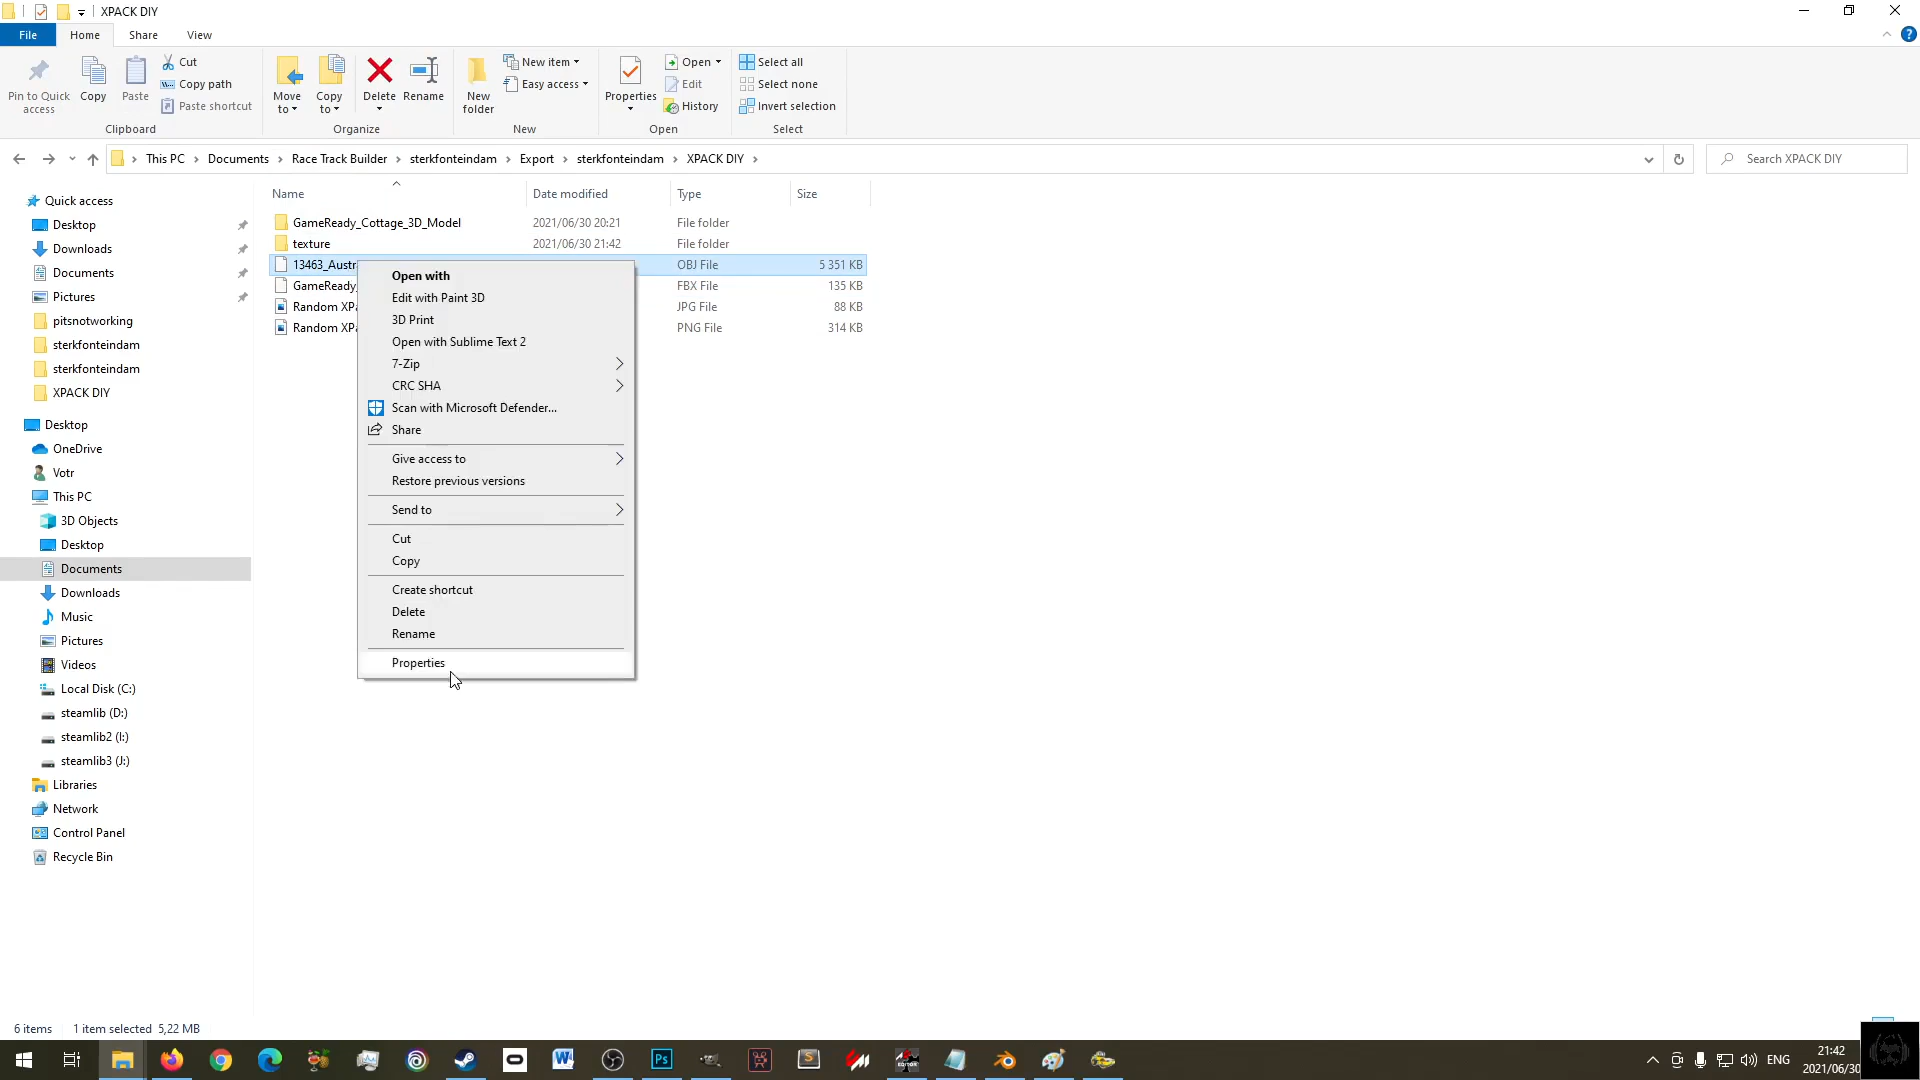 XPACK DIY
File
Home
Share
View
Pin to Quick access
Copy
Paste
Cut
Copy path
Paste shortcut
Clipboard
Move to
Copy to
Delete
Rename
Organize
New folder
New item
Easy access
New
Properties
Open
Edit
History
Open
Select all
Select none
Invert selection
Select
This PC > Documents > Race Track Builder > sterkfonteindam > Export > sterkfonteindam > XPACK DIY >
Search XPACK DIY
Name Date modified Type Size
GameReady_Cottage_3D_Model 2021/06/30 20:21 File folder
texture 2021/06/30 21:42 File folder
13463_Austr OBJ File 5 351 KB
GameReady_ FBX File 135 KB
Random XPa JPG File 88 KB
Random XPa PNG File 314 KB
Open with
Edit with Paint 3D
3D Print
Open with Sublime Text 2
7-Zip
CRC SHA
Scan with Microsoft Defender...
Share
Give access to
Restore previous versions
Send to
Cut
Copy
Create shortcut
Delete
Rename
Properties
Quick access
Desktop
Downloads
Documents
Pictures
pitsnotworking
sterkfonteindam
sterkfonteindam
XPACK DIY
Desktop
OneDrive
Votr
This PC
3D Objects
Desktop
Documents
Downloads
Music
Pictures
Videos
Local Disk (C:)
steamlib (D:)
steamlib2 (I:)
steamlib3 (J:)
Libraries
Network
Control Panel
Recycle Bin
6 items 1 item selected 5,22 MB
Ps
ENG
21:42
2021/06/30